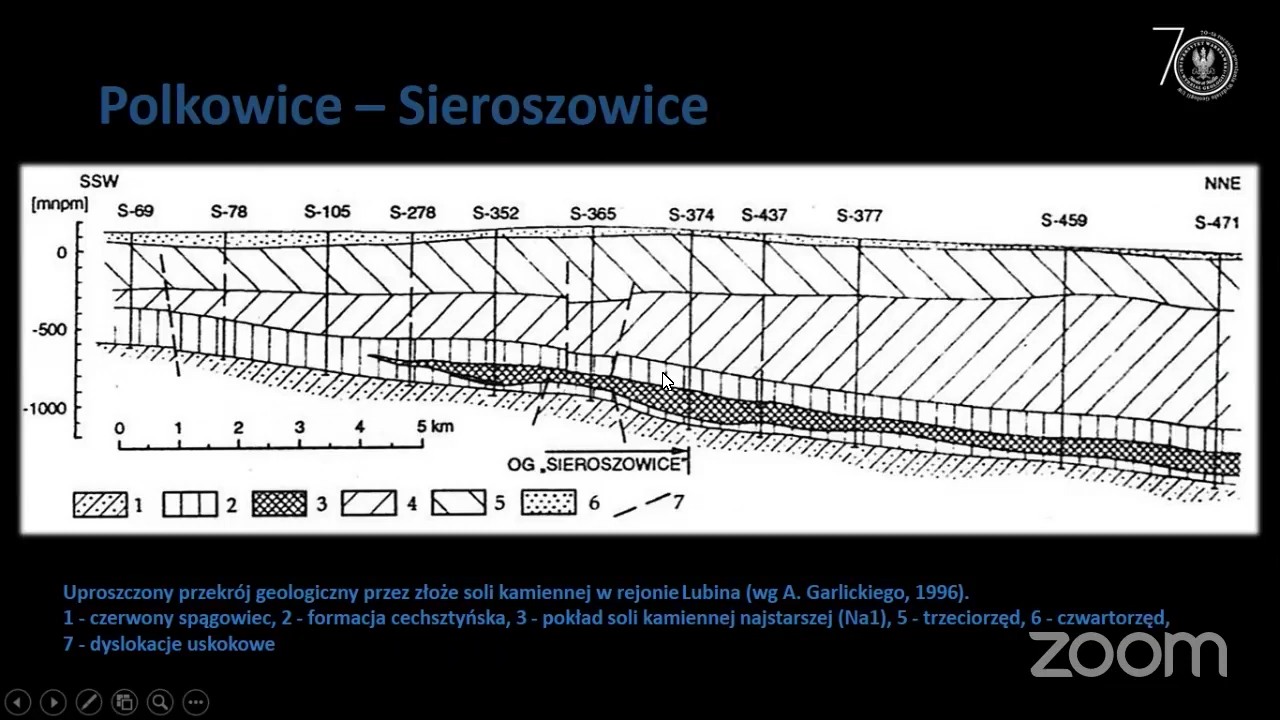 70
Polkowice – Sieroszowice
SSW
NNE
[mnpm]
S-69 S-78 S-105 S-278 S-352 S-365 S-374 S-437 S-377 S-459 S-471
0
-500
-1000
0 1 2 3 4 5 km
OG „SIEROSZOWICE”
1 2 3 4 5 6 7
Uproszczony przekrój geologiczny przez złoże soli kamiennej w rejonie Lubina (wg A. Garlickiego, 1996).
1 - czerwony spągowiec, 2 - formacja cechsztyńska, 3 - pokład soli kamiennej najstarszej (Na1), 5 - trzeciorzęd, 6 - czwartorzęd,
7 - dyslokacje uskokowe
zoom